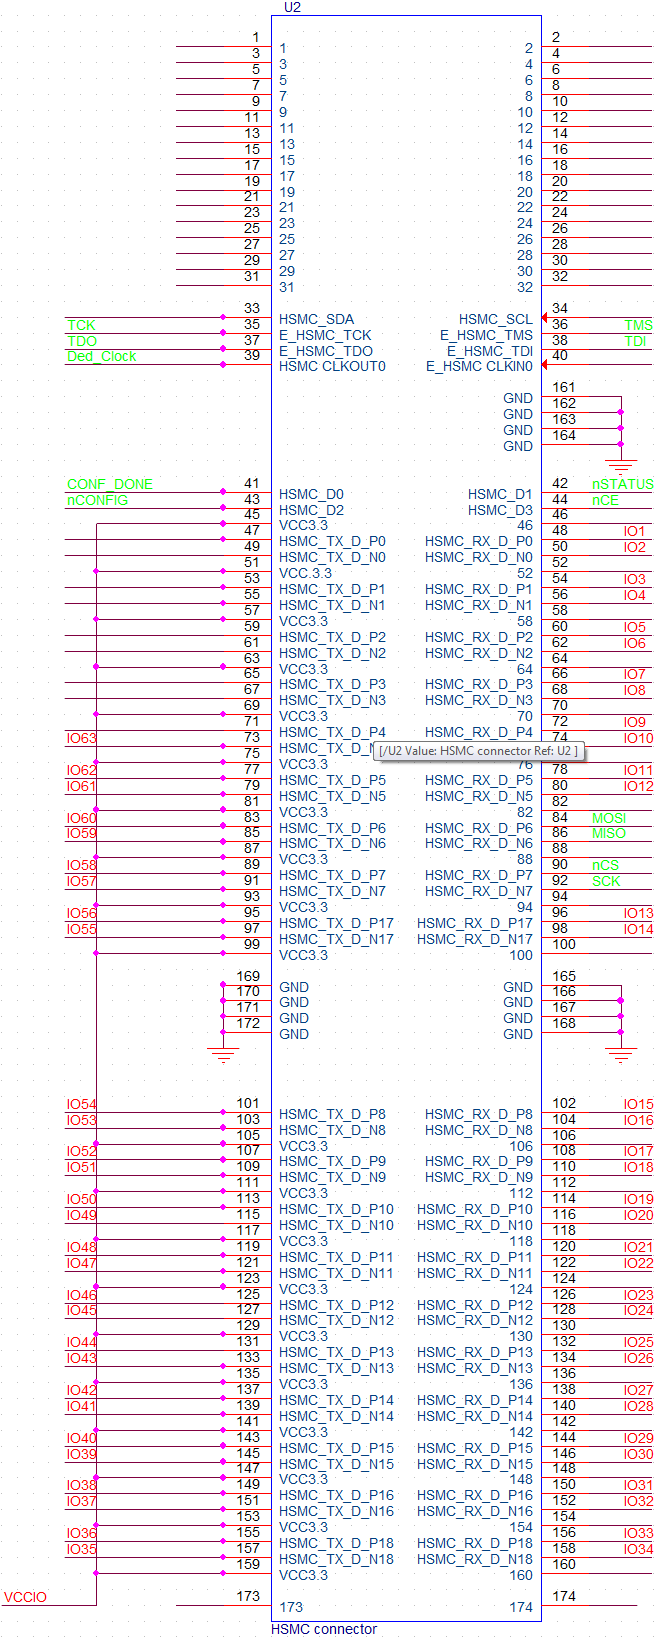 U2
1 2
1 2
3 4
3 4
5 6
5 6
7 8
7 8
9 10
9 10
11 12
11 12
13 14
13 14
15 16
15 16
17 18
17 18
19 20
19 20
21 22
21 22
23 24
23 24
25 26
25 26
27 28
27 28
29 30
29 30
31 32
31 32
33 34
HSMC_SDA HSMC_SCL
TCK 35 36 TMS
E_HSMC_TCK E_HSMC_TMS
TDO 37 38 TDI
E_HSMC_TDO E_HSMC_TDI
Ded_Clock 39 40
HSMC CLKOUT0 E_HSMC CLKIN0
161
GND
162
GND
163
GND
164
GND
CONF_DONE 41 42 nSTATUS
HSMC_D0 HSMC_D1
nCONFIG 43 44 nCE
HSMC_D2 HSMC_D3
45 46
VCC3.3 46
47 48 IO1
HSMC_TX_D_P0 HSMC_RX_D_P0
49 50 IO2
HSMC_TX_D_N0 HSMC_RX_D_N0
51 52
VCC.3.3 52
53 54 IO3
HSMC_TX_D_P1 HSMC_RX_D_P1
55 56 IO4
HSMC_TX_D_N1 HSMC_RX_D_N1
57 58
VCC3.3 58
59 60 IO5
HSMC_TX_D_P2 HSMC_RX_D_P2
61 62 IO6
HSMC_TX_D_N2 HSMC_RX_D_N2
63 64
VCC3.3 64
65 66 IO7
HSMC_TX_D_P3 HSMC_RX_D_P3
67 68 IO8
HSMC_TX_D_N3 HSMC_RX_D_N3
69 70
VCC3.3 70
71 72 IO9
HSMC_TX_D_P4 HSMC_RX_D_P4
IO63 73 74 IO10
HSMC_TX_D_N [/U2 Value: HSMC connector Ref: U2 ]
75
VCC3.3 76
IO62 77 78 IO11
HSMC_TX_D_P5 HSMC_RX_D_P5
IO61 79 80 IO12
HSMC_TX_D_N5 HSMC_RX_D_N5
81 82
VCC3.3 82
IO60 83 84 MOSI
HSMC_TX_D_P6 HSMC_RX_D_P6
IO59 85 86 MISO
HSMC_TX_D_N6 HSMC_RX_D_N6
87 88
VCC3.3 88
IO58 89 90 nCS
HSMC_TX_D_P7 HSMC_RX_D_P7
IO57 91 92 SCK
HSMC_TX_D_N7 HSMC_RX_D_N7
93 94
VCC3.3 94
IO56 95 96 IO13
HSMC_TX_D_P17 HSMC_RX_D_P17
IO55 97 98 IO14
HSMC_TX_D_N17 HSMC_RX_D_N17
99 100
VCC3.3 100
169 165
GND GND
170 166
GND GND
171 167
GND GND
172 168
GND GND
IO54 101 102 IO15
HSMC_TX_D_P8 HSMC_RX_D_P8
IO53 103 104 IO16
HSMC_TX_D_N8 HSMC_RX_D_N8
105 106
VCC3.3 106
IO52 107 108 IO17
HSMC_TX_D_P9 HSMC_RX_D_P9
IO51 109 110 IO18
HSMC_TX_D_N9 HSMC_RX_D_N9
111 112
VCC3.3 112
IO50 113 114 IO19
HSMC_TX_D_P10 HSMC_RX_D_P10
IO49 115 116 IO20
HSMC_TX_D_N10 HSMC_RX_D_N10
117 118
VCC3.3 118
IO48 119 120 IO21
HSMC_TX_D_P11 HSMC_RX_D_P11
IO47 121 122 IO22
HSMC_TX_D_N11 HSMC_RX_D_N11
123 124
VCC3.3 124
IO46 125 126 IO23
HSMC_TX_D_P12 HSMC_RX_D_P12
IO45 127 128 IO24
HSMC_TX_D_N12 HSMC_RX_D_N12
129 130
VCC3.3 130
IO44 131 132 IO25
HSMC_TX_D_P13 HSMC_RX_D_P13
IO43 133 134 IO26
HSMC_TX_D_N13 HSMC_RX_D_N13
135 136
VCC3.3 136
IO42 137 138 IO27
HSMC_TX_D_P14 HSMC_RX_D_P14
IO41 139 140 IO28
HSMC_TX_D_N14 HSMC_RX_D_N14
141 142
VCC3.3 142
IO40 143 144 IO29
HSMC_TX_D_P15 HSMC_RX_D_P15
IO39 145 146 IO30
HSMC_TX_D_N15 HSMC_RX_D_N15
147 148
VCC3.3 148
IO38 149 150 IO31
HSMC_TX_D_P16 HSMC_RX_D_P16
IO37 151 152 IO32
HSMC_TX_D_N16 HSMC_RX_D_N16
153 154
VCC3.3 154
IO36 155 156 IO33
HSMC_TX_D_P18 HSMC_RX_D_P18
IO35 157 158 IO34
HSMC_TX_D_N18 HSMC_RX_D_N18
159 160
VCC3.3 160
VCCIO 173 174
173 174
HSMC connector